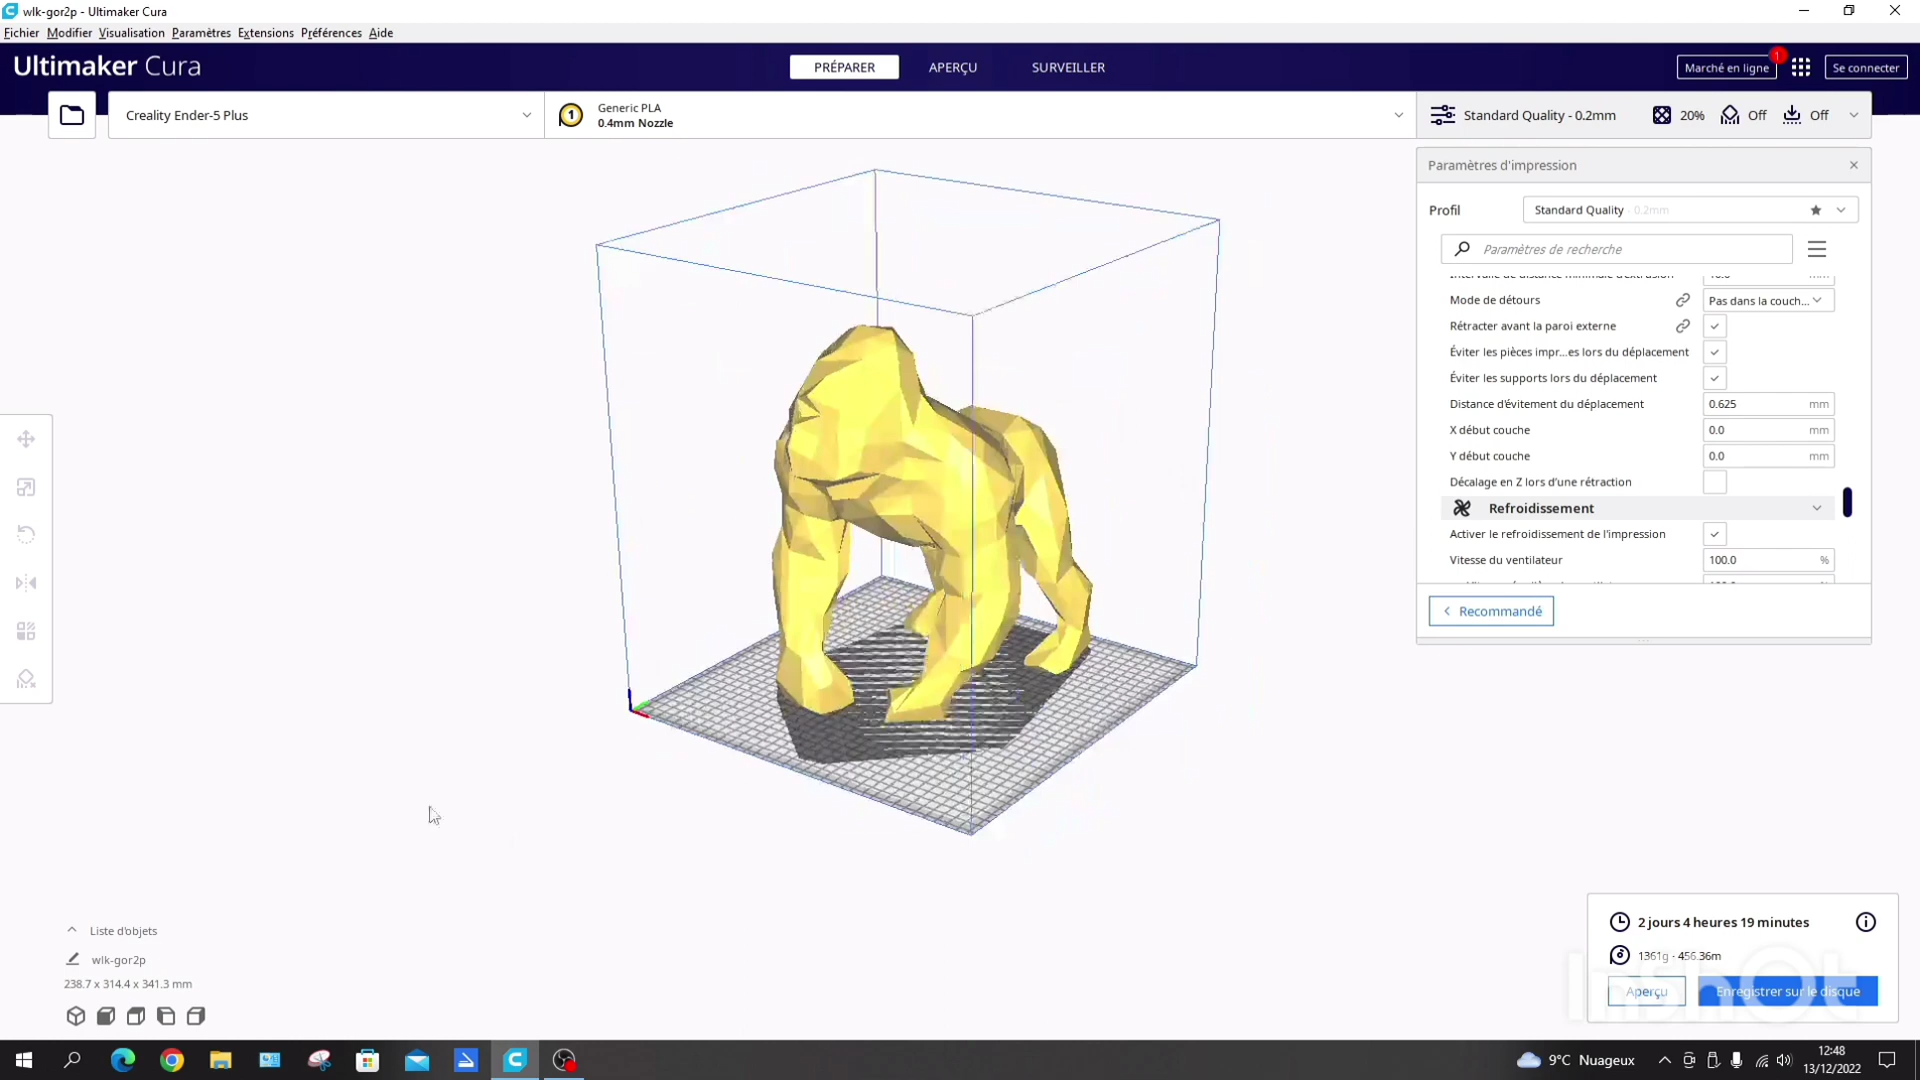 wlk-gor2p - Ultimaker Cura
Fichier Modifier Visualisation Paramètres Extensions Préférences Aide
Ultimaker Cura
PRÉPARER
APERÇU
SURVEILLER
Marché en ligne
1
Se connecter
Creality Ender-5 Plus
1
Generic PLA
0.4mm Nozzle
Standard Quality - 0.2mm
20%
Off
Off
Paramètres d'impression
Profil
Standard Quality - 0.2mm
Paramètres de recherche
Mode de détours
Pas dans la couch...
Rétracter avant la paroi externe
Éviter les pièces impr...es lors du déplacement
Éviter les supports lors du déplacement
Distance d'évitement du déplacement
0.625 mm
X début couche
0.0 mm
Y début couche
0.0 mm
Décalage en Z lors d'une rétraction
Refroidissement
Activer le refroidissement de l'impression
Vitesse du ventilateur
100.0 %
Recommandé
Liste d'objets
wlk-gor2p
238.7 x 314.4 x 341.3 mm
2 jours 4 heures 19 minutes
1361g · 456.36m
Aperçu
Enregistrer sur le disque
InShOt
9°C Nuageux
12:48
13/12/2022